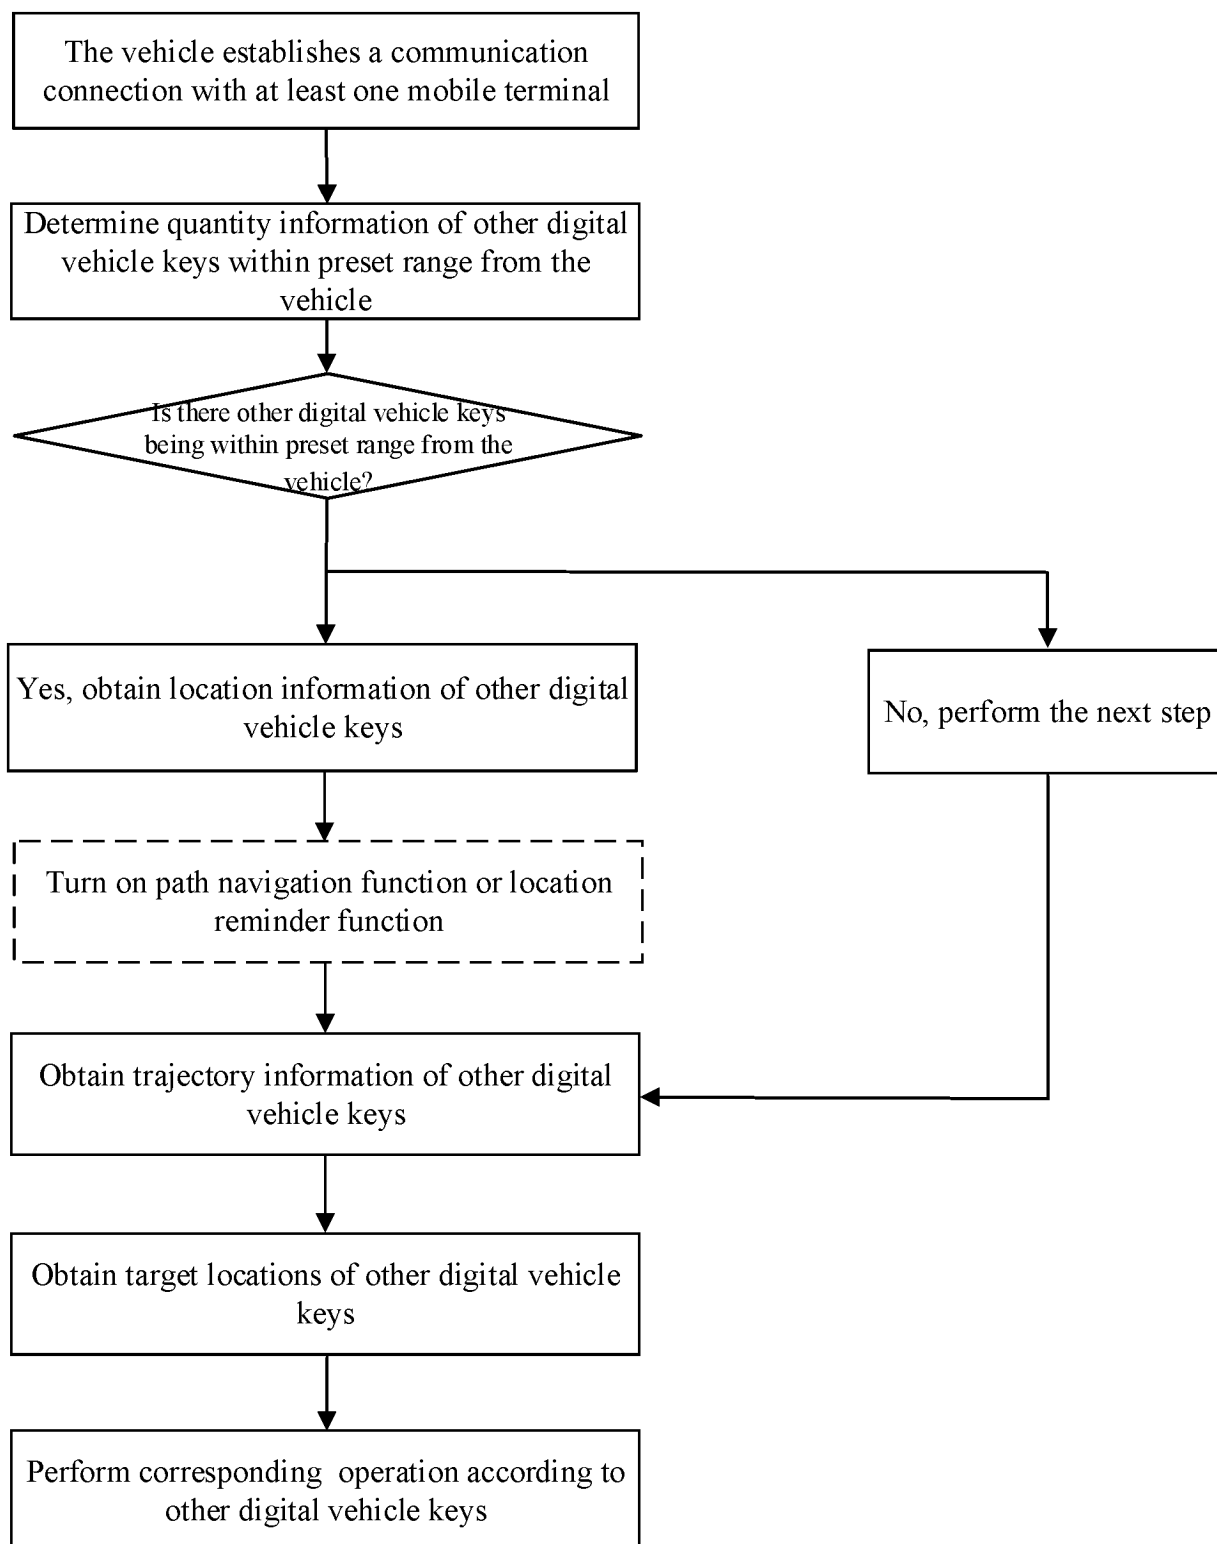 The vehicle establishes a communication
connection with at least one mobile terminal
Determine quantity information of other digital
vehicle keys within preset range from the
vehicle
Is there other digital vehicle keys
being within preset range from the
vehicle?
Yes, obtain location information of other digital
vehicle keys
No, perform the next step
Turn on path navigation function or location
reminder function
Obtain trajectory information of other digital
vehicle keys
Obtain target locations of other digital vehicle
keys
Perform corresponding operation according to
other digital vehicle keys